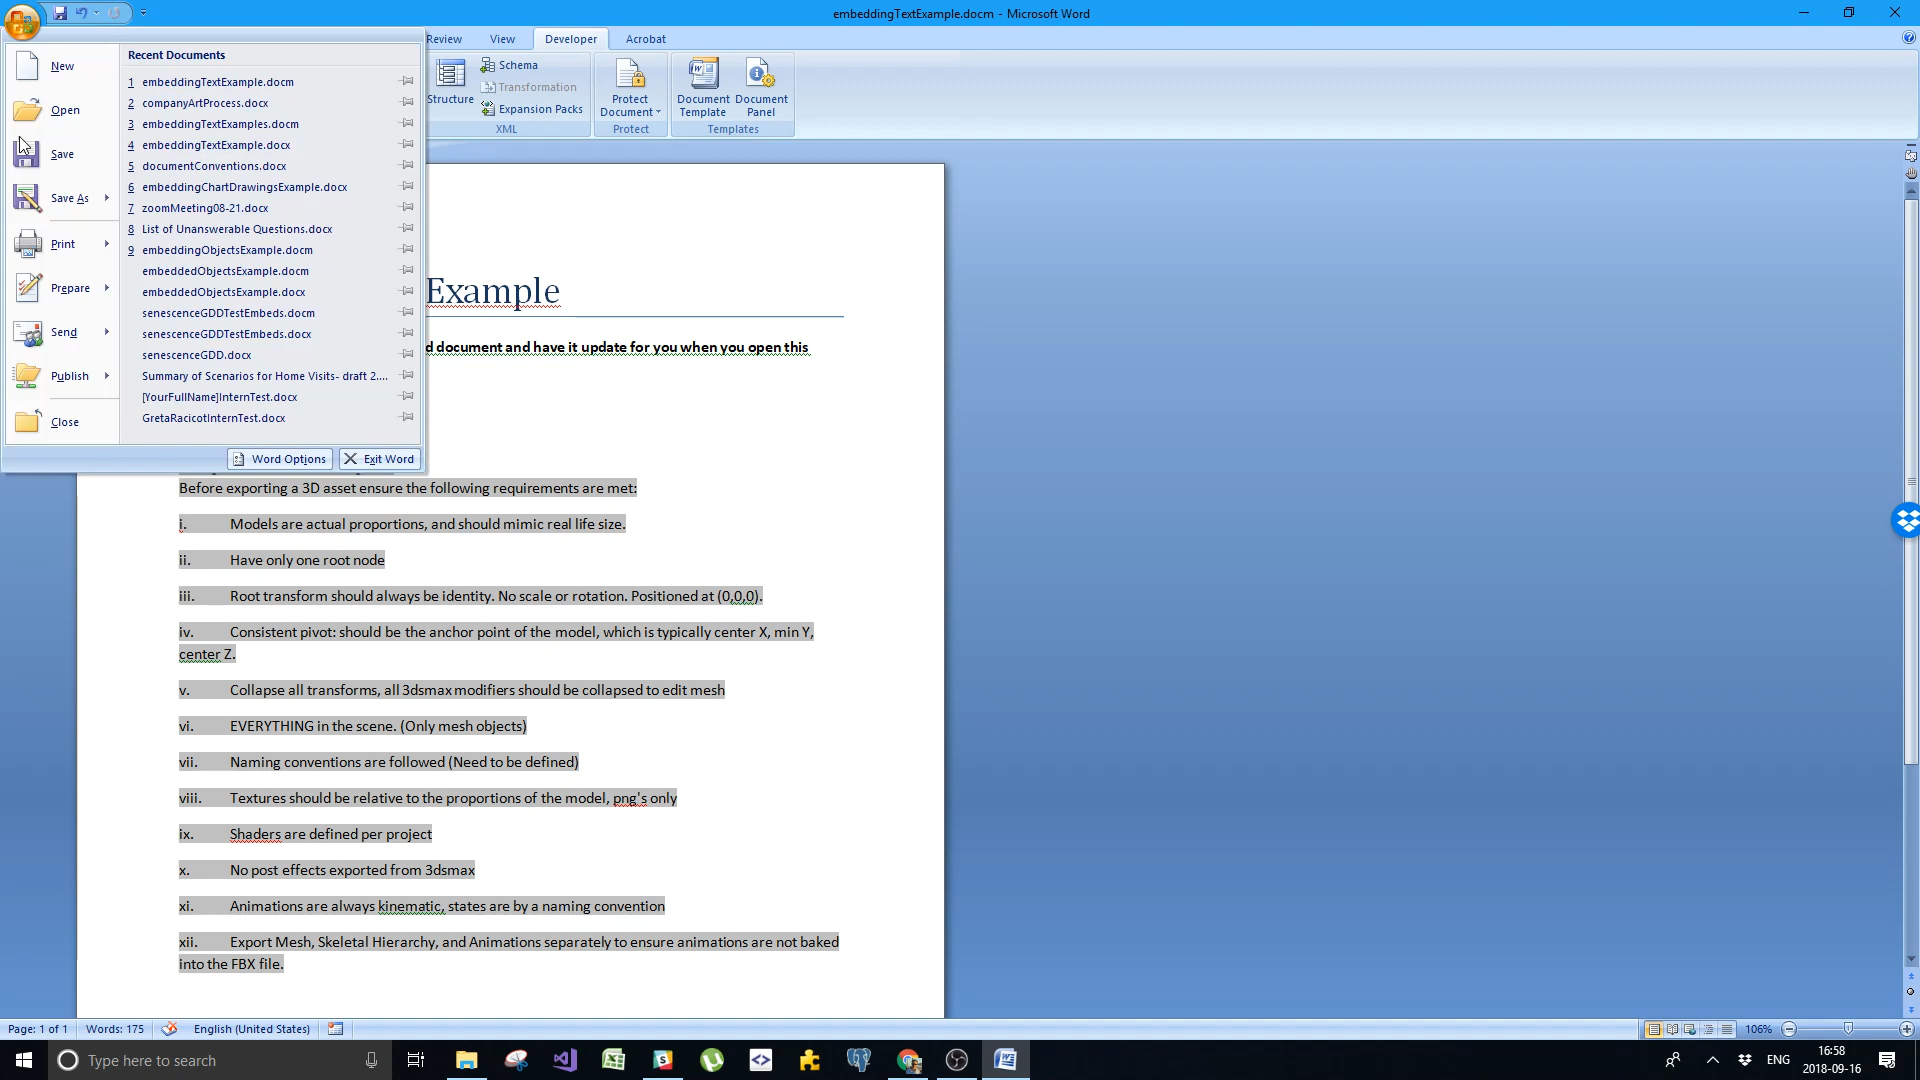 embeddingTextExample.docm - Microsoft Word
Review View Developer Acrobat
New
Open
Save
Save As
Print
Prepare
Send
Publish
Close
Recent Documents
1 embeddingTextExample.docm
2 companyArtProcess.docx
3 embeddingTextExamples.docm
4 embeddingTextExample.docx
5 documentConventions.docx
6 embeddingChartDrawingsExample.docx
7 zoomMeeting08-21.docx
8 List of Unanswerable Questions.docx
9 embeddingObjectsExample.docm
embeddedObjectsExample.docm
embeddedObjectsExample.docx
senescenceGDDTestEmbeds.docm
senescenceGDDTestEmbeds.docx
senescenceGDD.docx
Summary of Scenarios for Home Visits- draft 2....
[YourFullName]InternTest.docx
GretaRacicotInternTest.docx
Word Options Exit Word
Structure
Schema
Transformation
Expansion Packs
XML
Protect
Document
Protect
Document
Template
Document
Panel
Templates
Example
d document and have it update for you when you open this
Before exporting a 3D asset ensure the following requirements are met:
i. Models are actual proportions, and should mimic real life size.
ii. Have only one root node
iii. Root transform should always be identity. No scale or rotation. Positioned at (0,0,0).
iv. Consistent pivot: should be the anchor point of the model, which is typically center X, min Y,
center Z.
v. Collapse all transforms, all 3dsmax modifiers should be collapsed to edit mesh
vi. EVERYTHING in the scene. (Only mesh objects)
vii. Naming conventions are followed (Need to be defined)
viii. Textures should be relative to the proportions of the model, png's only
ix. Shaders are defined per project
x. No post effects exported from 3dsmax
xi. Animations are always kinematic, states are by a naming convention
xii. Export Mesh, Skeletal Hierarchy, and Animations separately to ensure animations are not baked
into the FBX file.
Page: 1 of 1 Words: 175 English (United States) 106%
Type here to search
ENG
16:58
2018-09-16